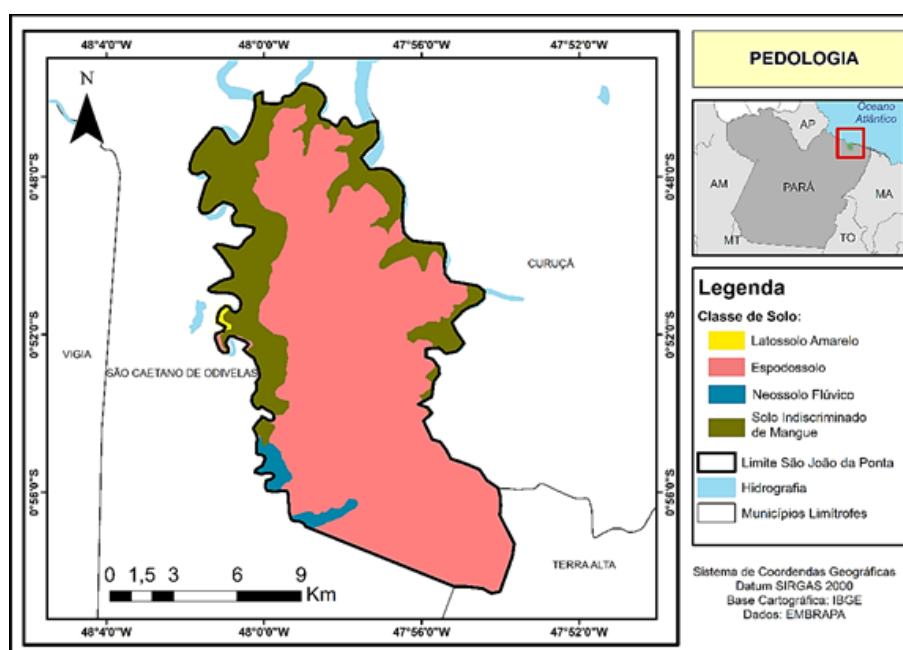 PEDOLOGIA
48°4'0"W
48°0'0"W
47°56'0"W
47°52'0"W
N
0°48'0"S
0°48'0"S
CURUÇÁ
0°52'0"S
0°52'0"S
VIGIA
SÃO CAETANO DE ODIVELAS
0°56'0"S
0°56'0"S
TERRA ALTA
0 1,5 3 6 9
Km
48°4'0"W
48°0'0"W
47°56'0"W
47°52'0"W
Oceano
Atlântico
AP
AM
PARÁ
MA
MT
TO
Legenda
Classe de Solo:
Latossolo Amarelo
Espodossolo
Neossolo Flúvico
Solo Indiscriminado
de Mangue
Limite São João da Ponta
Hidrografia
Municípios Limítrofes
Sistema de Coordendas Geográficas
Datum SIRGAS 2000
Base Cartográfica: IBGE
Dados: EMBRAPA